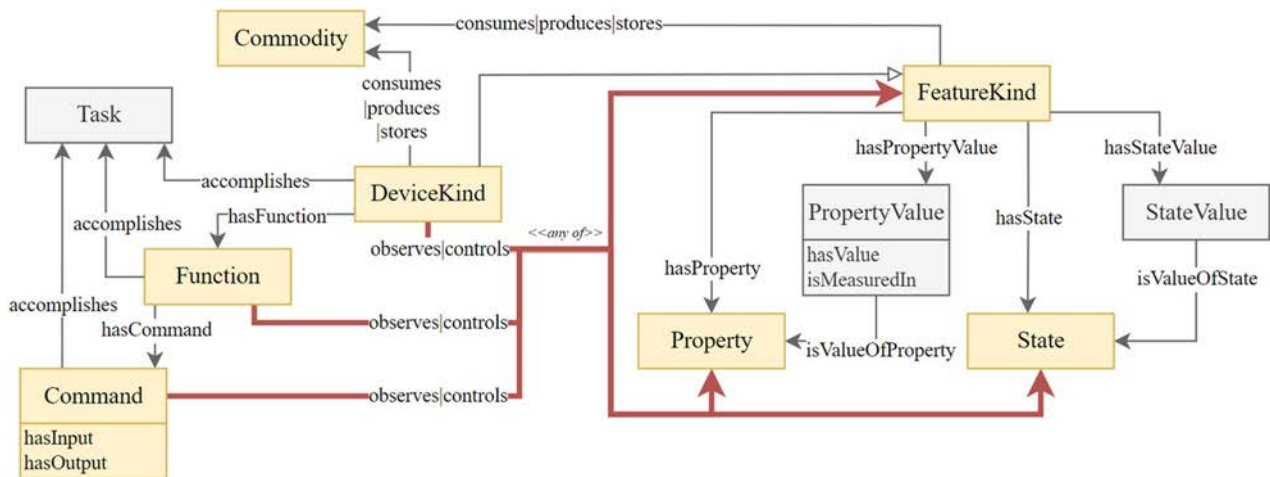 consumes|produces|stores
Commodity
consumes
|produces
|stores
FeatureKind
Task
hasPropertyValue
hasStateValue
accomplishes
DeviceKind
PropertyValue
StateValue
accomplishes
hasFunction
hasState
observes|controls
<<any of>>
hasValue
isMeasuredIn
Function
hasProperty
isValueOfState
accomplishes
hasCommand
observes|controls
Property
isValueOfProperty
State
Command
observes|controls
hasInput
hasOutput